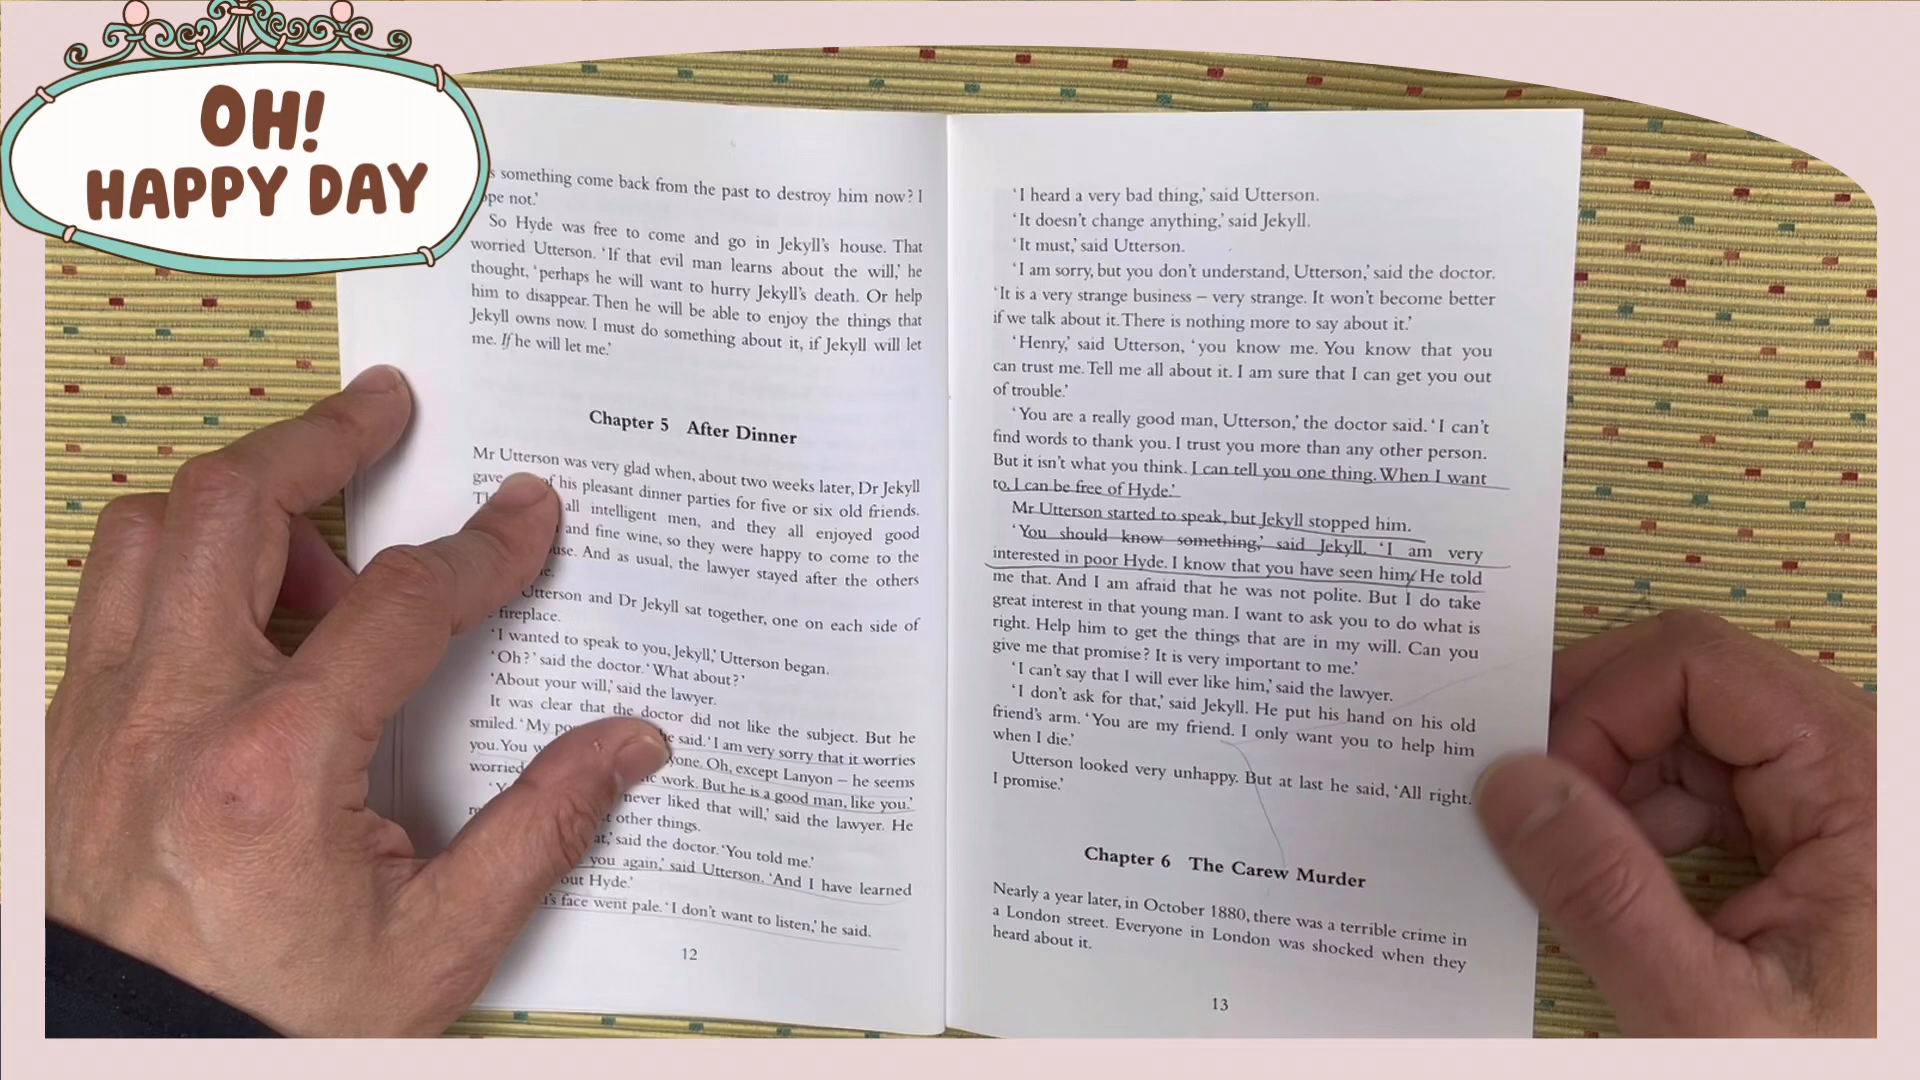 OH!
HAPPY DAY
something come back from the past to destroy him now? I
not.'
So Hyde was free to come and go in Jekyll's house. That
worried Utterson. 'If that evil man learns about the will,' he
thought, 'perhaps he will want to hurry Jekyll's death. Or help
him to disappear. Then he will be able to enjoy the things that
Jekyll owns now. I must do something about it, if Jekyll will let
me. If he will let me.'
Chapter 5 After Dinner
Mr Utterson was very glad when, about two weeks later, Dr Jekyll
gave of his pleasant dinner parties for five or six old friends.
all intelligent men, and they all enjoyed good
and fine wine, so they were happy to come to the
And as usual, the lawyer stayed after the others
Utterson and Dr Jekyll sat together, one on each side of
fireplace.
'I wanted to speak to you, Jekyll,' Utterson began.
'Oh?' said the doctor. 'What about?'
'About your will,' said the lawyer.
It was clear that the doctor did not like the subject. But he
smiled. 'My he said. 'I am very sorry that it worries
you. You Oh, except Lanyon – he seems
worried work. But he is a good man, like you.'
never liked that will,' said the lawyer. He
other things.
said the doctor. 'You told me.'
you again,' said Utterson. 'And I have learned
Hyde.'
face went pale. 'I don't want to listen,' he said.
12
'I heard a very bad thing,' said Utterson.
'It doesn't change anything,' said Jekyll.
'It must,' said Utterson.
'I am sorry, but you don't understand, Utterson,' said the doctor.
'It is a very strange business – very strange. It won't become better
if we talk about it. There is nothing more to say about it.'
'Henry,' said Utterson, 'you know me. You know that you
can trust me. Tell me all about it. I am sure that I can get you out
of trouble.'
'You are a really good man, Utterson,' the doctor said. 'I can't
find words to thank you. I trust you more than any other person.
But it isn't what you think. I can tell you one thing. When I want
to, I can be free of Hyde.'
Mr Utterson started to speak, but Jekyll stopped him.
'You should know something,' said Jekyll. 'I am very
interested in poor Hyde. I know that you have seen him. He told
me that. And I am afraid that he was not polite. But I do take
great interest in that young man. I want to ask you to do what is
right. Help him to get the things that are in my will. Can you
give me that promise? It is very important to me.'
'I can't say that I will ever like him,' said the lawyer.
'I don't ask for that,' said Jekyll. He put his hand on his old
friend's arm. 'You are my friend. I only want you to help him
when I die.'
Utterson looked very unhappy. But at last he said, 'All right.
I promise.'
Chapter 6 The Carew Murder
Nearly a year later, in October 1880, there was a terrible crime in
a London street. Everyone in London was shocked when they
heard about it.
13